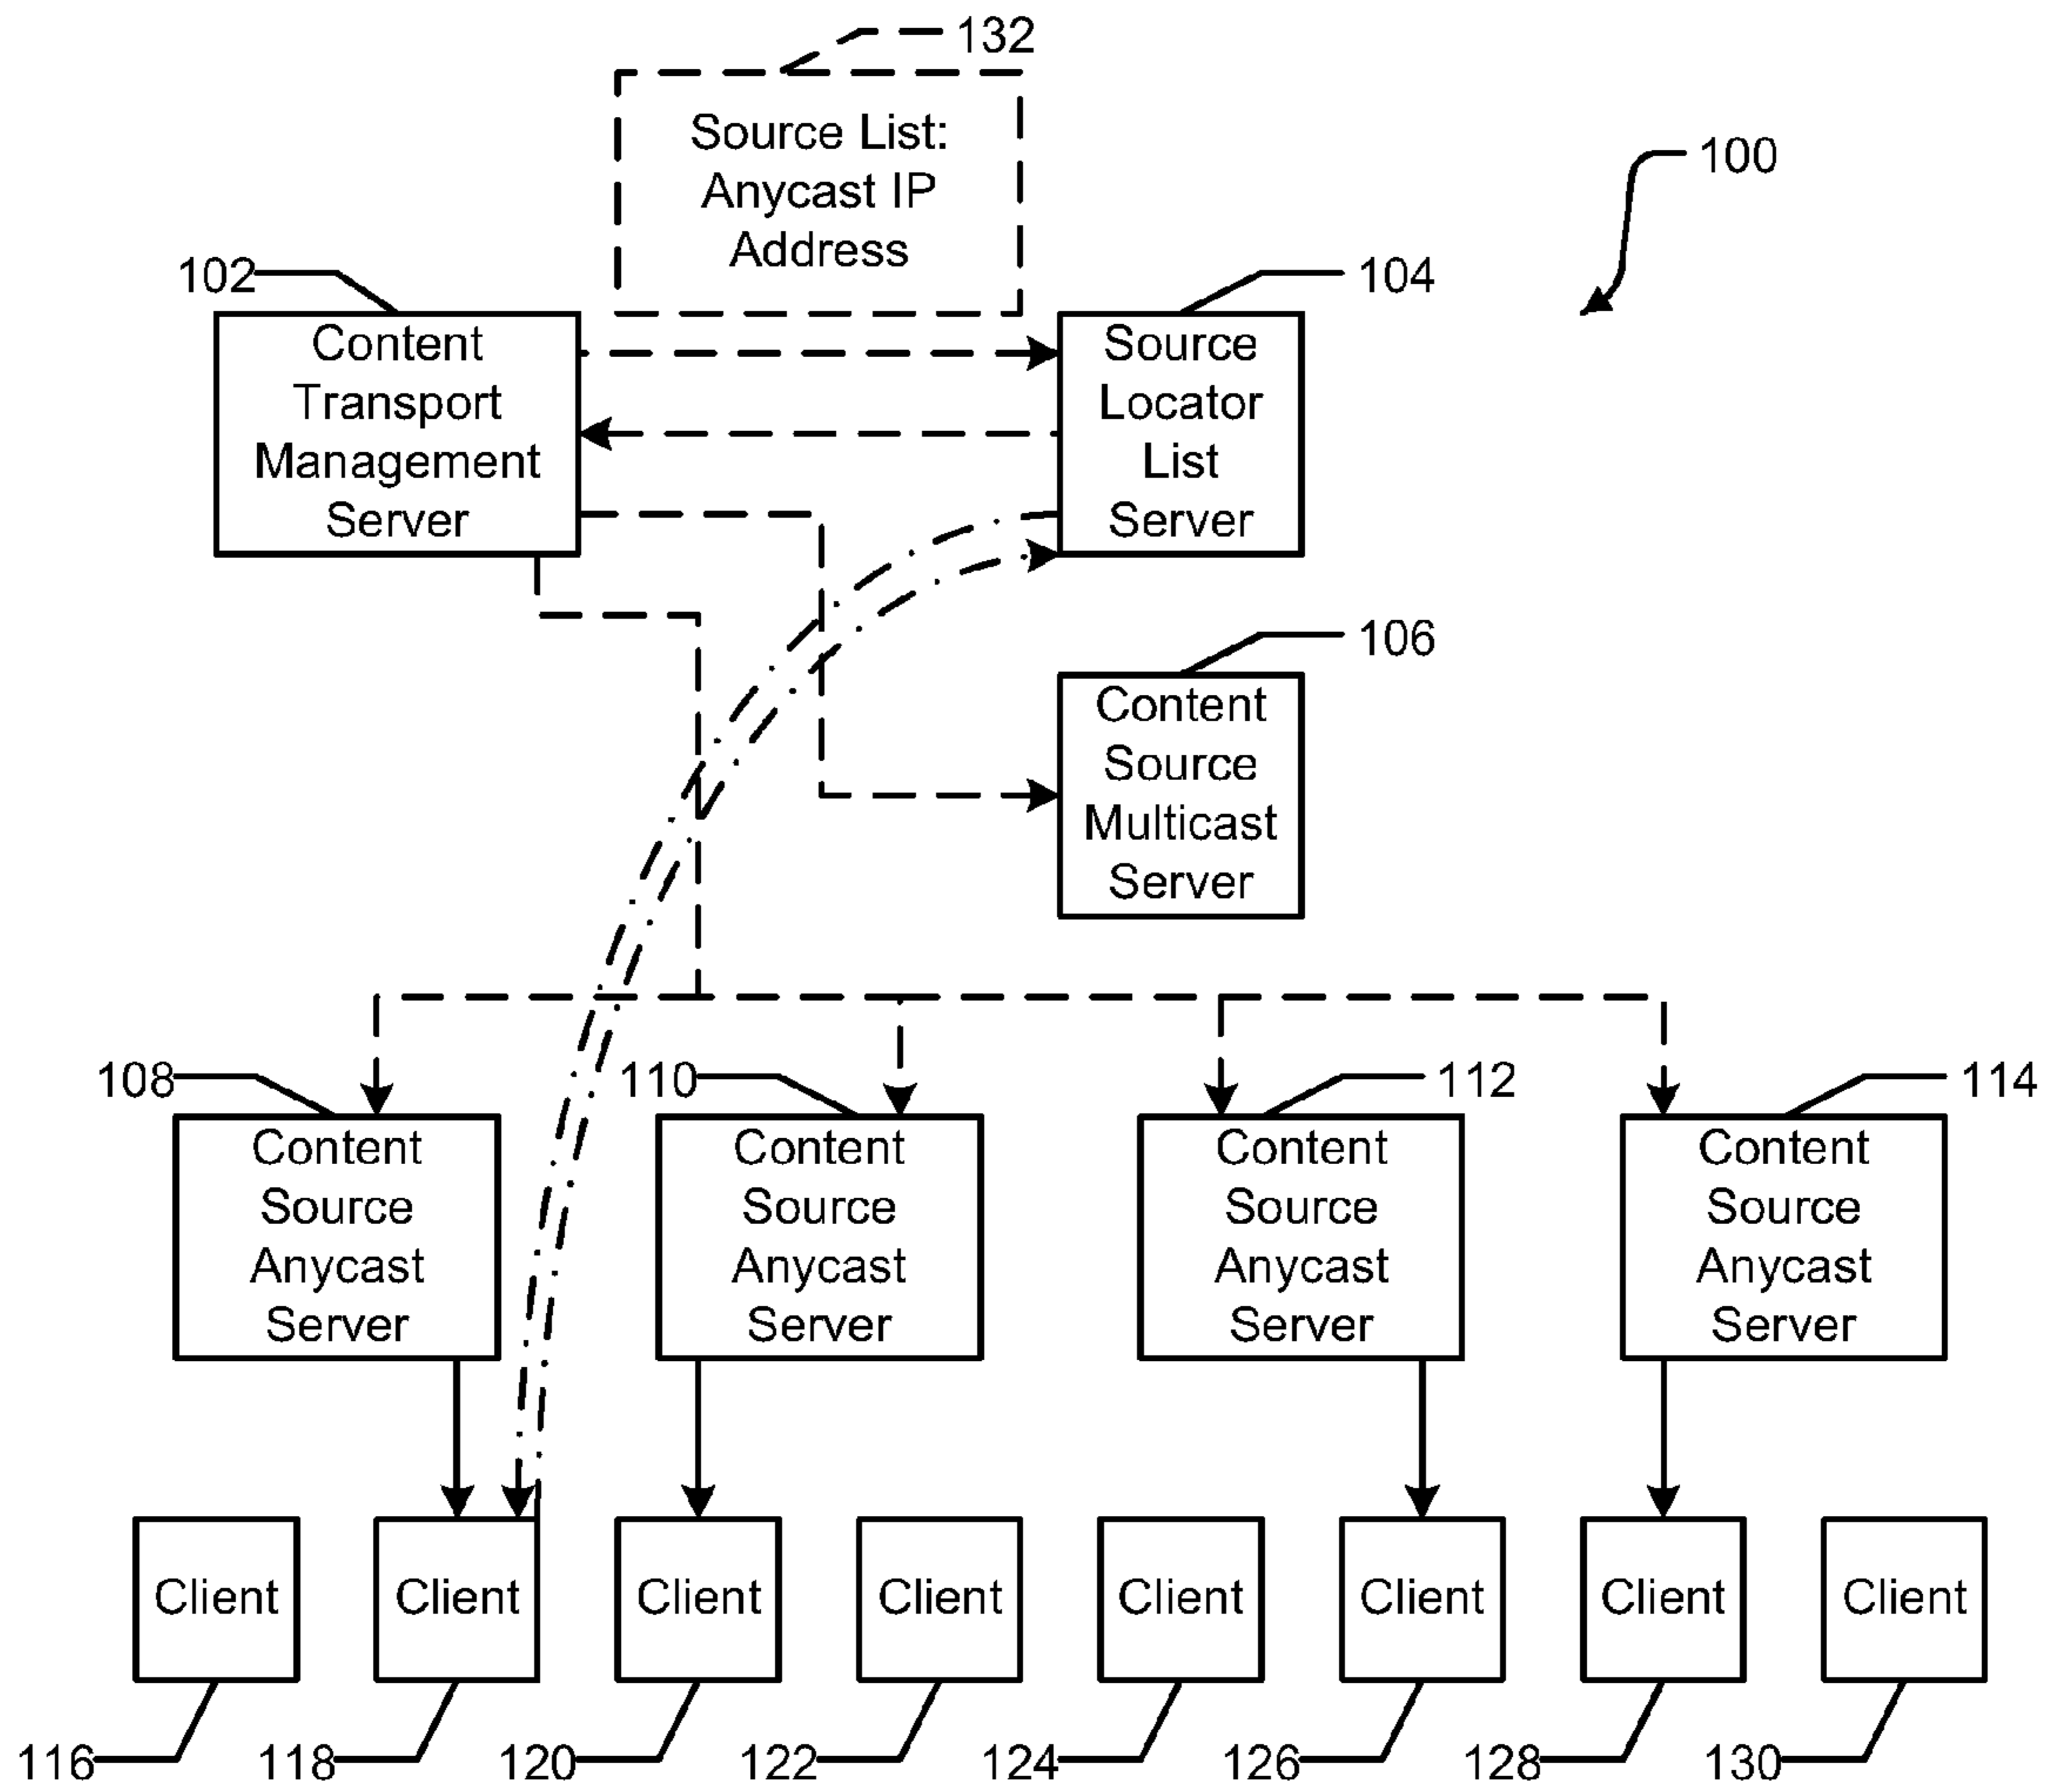 132
Source List:
Anycast IP
Address
100
102
104
Content
Transport
Management
Server
Source
Locator
List
Server
106
Content
Source
Multicast
Server
108
110
112
114
Content
Source
Anycast
Server
Content
Source
Anycast
Server
Content
Source
Anycast
Server
Content
Source
Anycast
Server
Client
Client
Client
Client
Client
Client
Client
Client
116
118
120
122
124
126
128
130